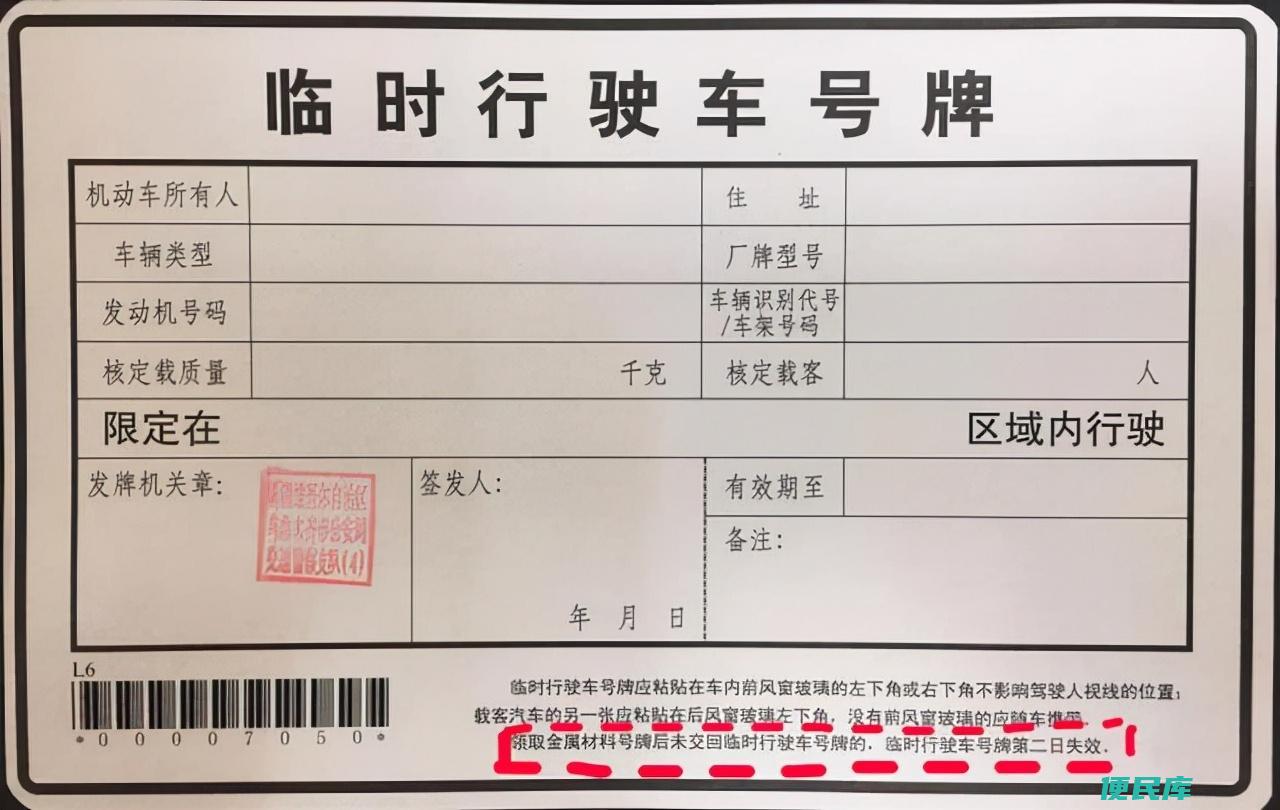 临时行驶车号牌
机动车所有人
住 址
车辆类型
厂牌型号
发动机号码
车辆识别代号
/车架号码
核定载质量
千克
核定载客
人
限定在
区域内行驶
发牌机关章:
签发人:
有效期至
备注:
年 月 日
L6
*00007050*
临时行驶车号牌应粘贴在车内前风窗玻璃的左下角或右下角不影响驾驶人视线的位置;
载客汽车的另一张应粘贴在后风窗玻璃左下角,没有前风窗玻璃的应随车携带.
领取金属材料号牌后未交回临时行驶车号牌的,临时行驶车号牌第二日失效.
便民库